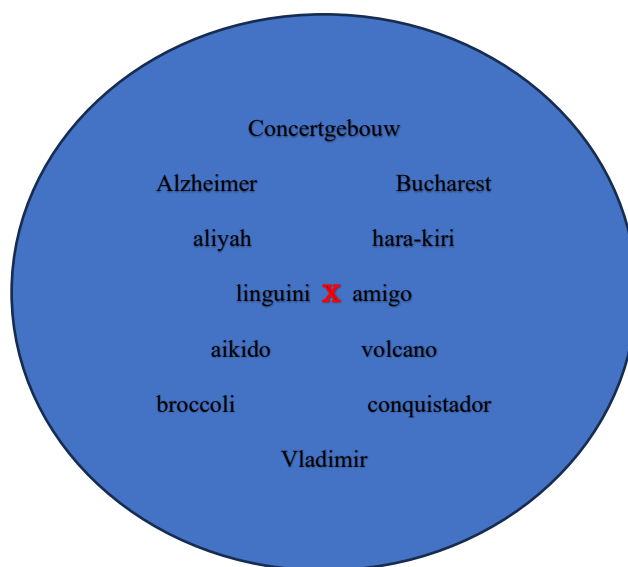 Concertgebouw
Alzheimer Bucharest
aliyah hara-kiri
linguini X amigo
aikido volcano
broccoli conquistador
Vladimir